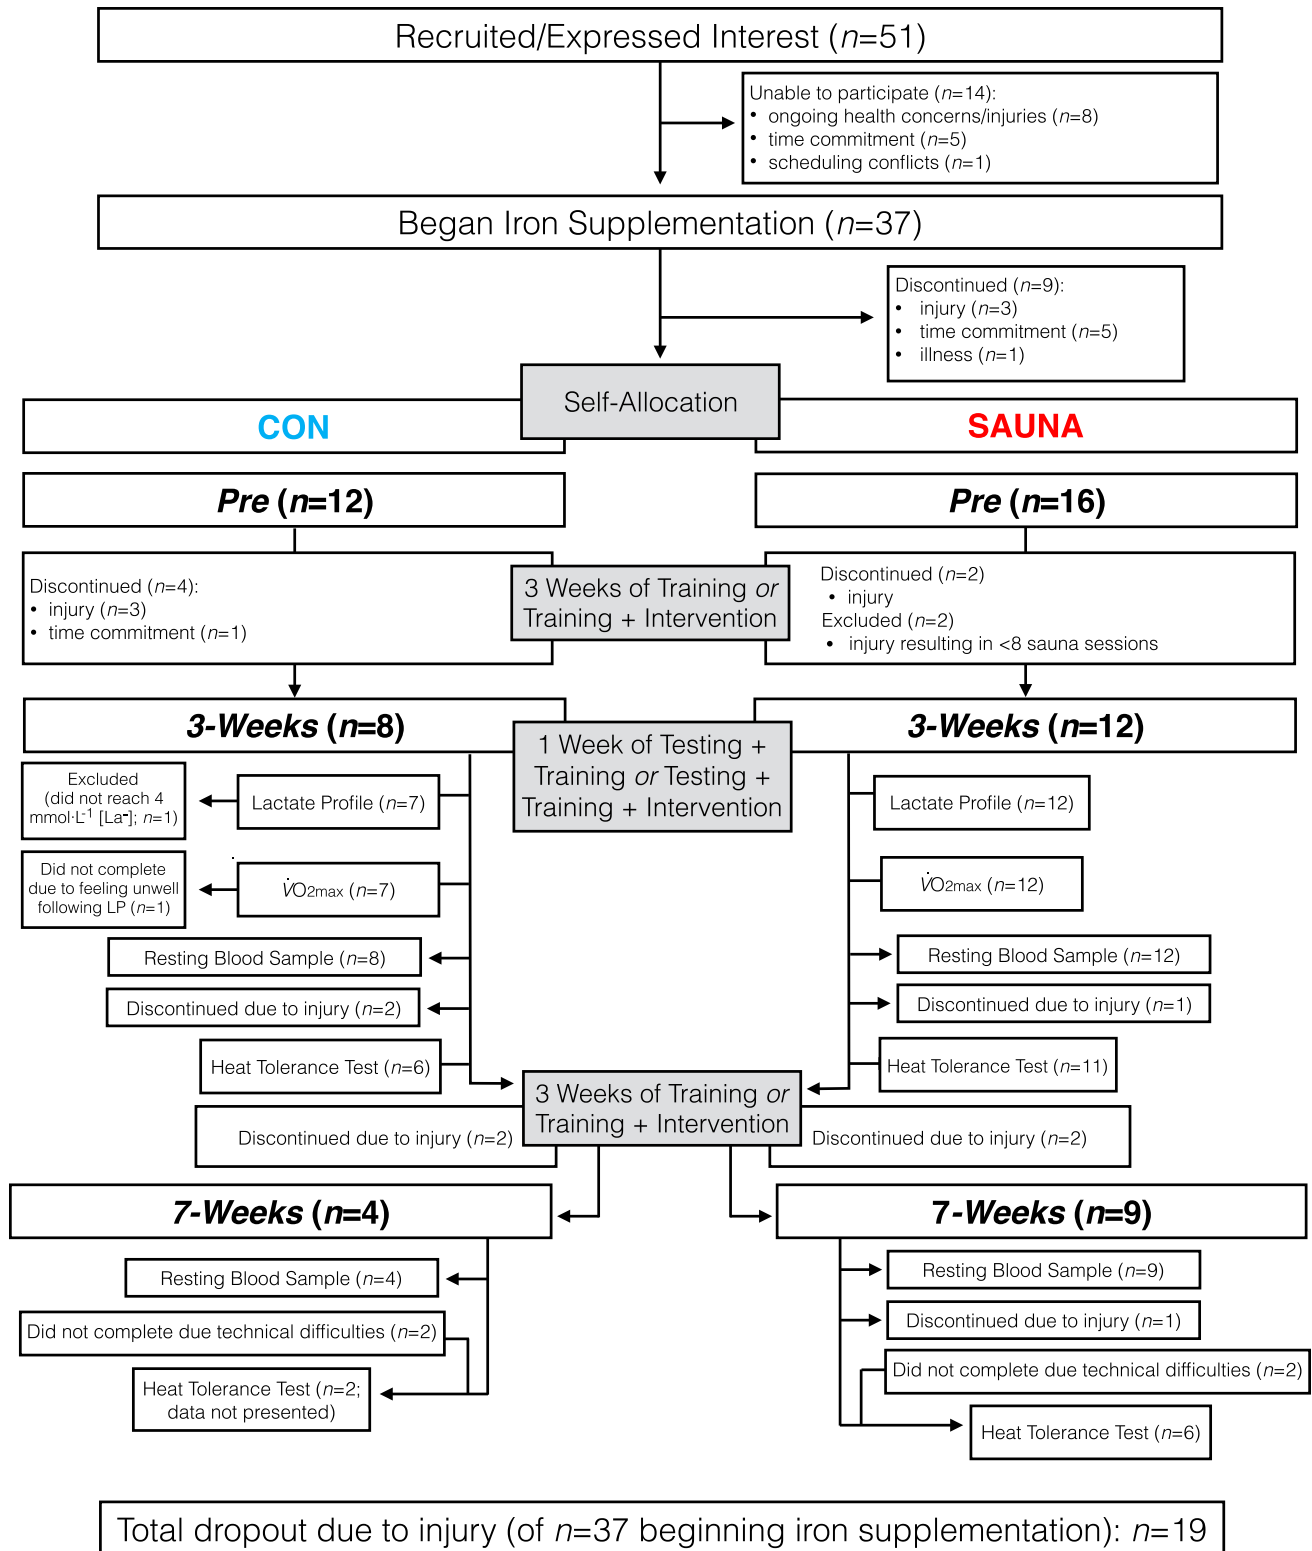 Recruited/Expressed Interest (n=51)
Unable to participate (n=14):
• ongoing health concerns/injuries (n=8)
• time commitment (n=5)
• scheduling conflicts (n=1)
Began Iron Supplementation (n=37)
Discontinued (n=9):
• injury (n=3)
• time commitment (n=5)
• illness (n=1)
Self-Allocation
CON
SAUNA
Pre (n=12)
Pre (n=16)
Discontinued (n=4):
• injury (n=3)
• time commitment (n=1)
3 Weeks of Training or
Training + Intervention
Discontinued (n=2)
• injury
Excluded (n=2)
• injury resulting in <8 sauna sessions
3-Weeks (n=8)
3-Weeks (n=12)
1 Week of Testing +
Training or Testing +
Training + Intervention
Excluded
(did not reach 4
mmol·L⁻¹ [La⁻]; n=1)
Lactate Profile (n=7)
Lactate Profile (n=12)
Did not complete
due to feeling unwell
following LP (n=1)
V̇O2max (n=7)
V̇O2max (n=12)
Resting Blood Sample (n=8)
Resting Blood Sample (n=12)
Discontinued due to injury (n=2)
Discontinued due to injury (n=1)
Heat Tolerance Test (n=6)
Heat Tolerance Test (n=11)
3 Weeks of Training or
Training + Intervention
Discontinued due to injury (n=2)
Discontinued due to injury (n=2)
7-Weeks (n=4)
7-Weeks (n=9)
Resting Blood Sample (n=4)
Resting Blood Sample (n=9)
Did not complete due technical difficulties (n=2)
Discontinued due to injury (n=1)
Did not complete due technical difficulties (n=2)
Heat Tolerance Test (n=2;
data not presented)
Heat Tolerance Test (n=6)
Total dropout due to injury (of n=37 beginning iron supplementation): n=19